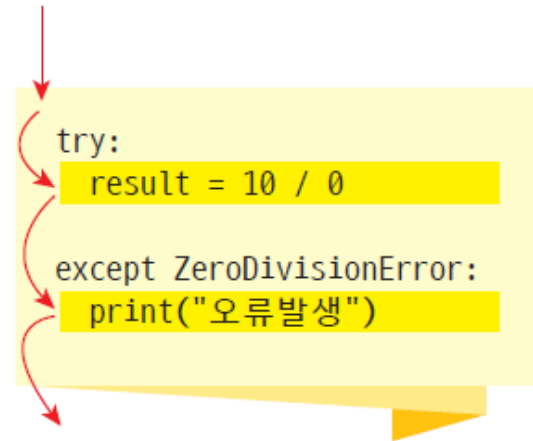 try:
result = 10 / 0
except ZeroDivisionError:
print("오류발생")